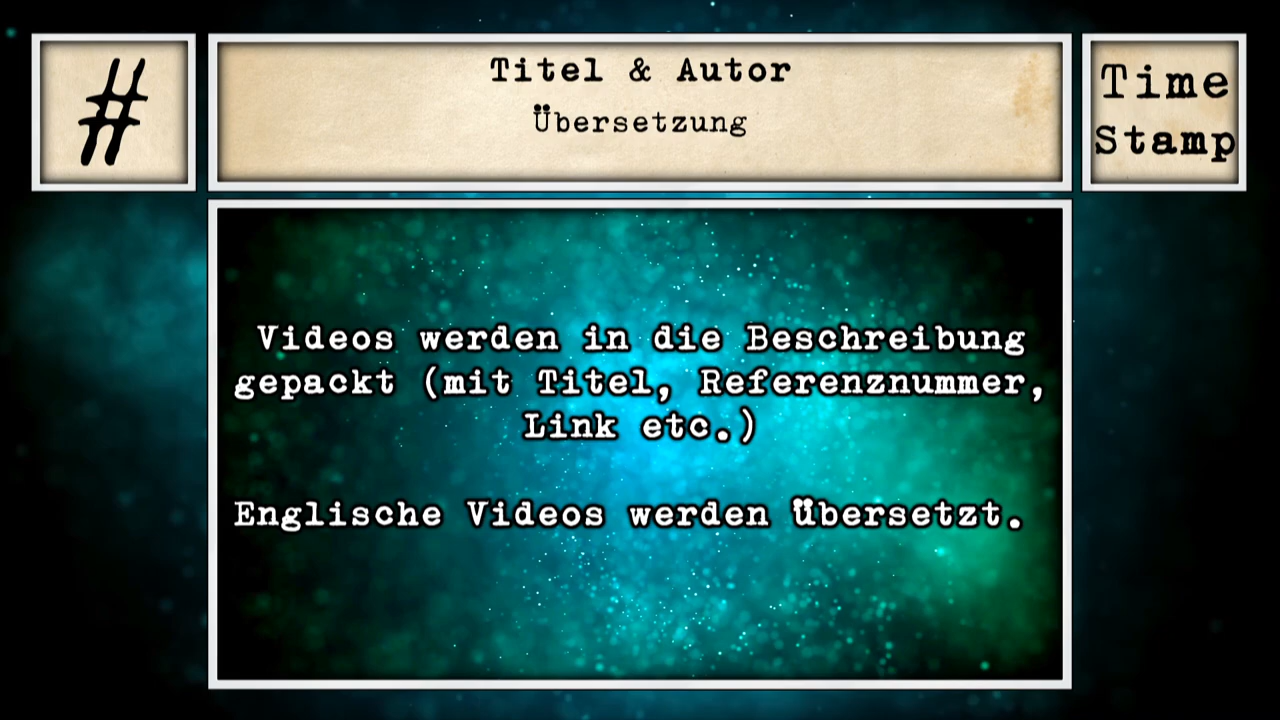 #
Titel & Autor
Übersetzung
Time
Stamp
Videos werden in die Beschreibung
gepackt (mit Titel, Referenznummer,
Link etc.)
Englische Videos werden übersetzt.